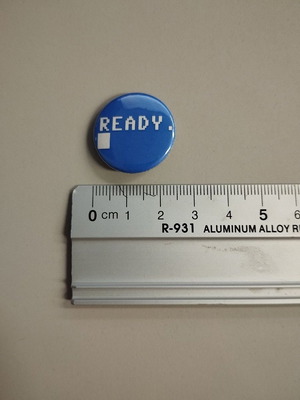 READY.
0 cm 1 2 3 4 5 6
R-931 ALUMINUM ALLOY